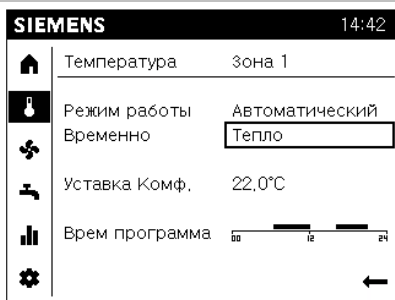 SIEMENS 14:42
Температура Зона 1
Режим работы Автоматический
Временно Тепло
Уставка Комф. 22,0°C
Врем программа
00 12 24